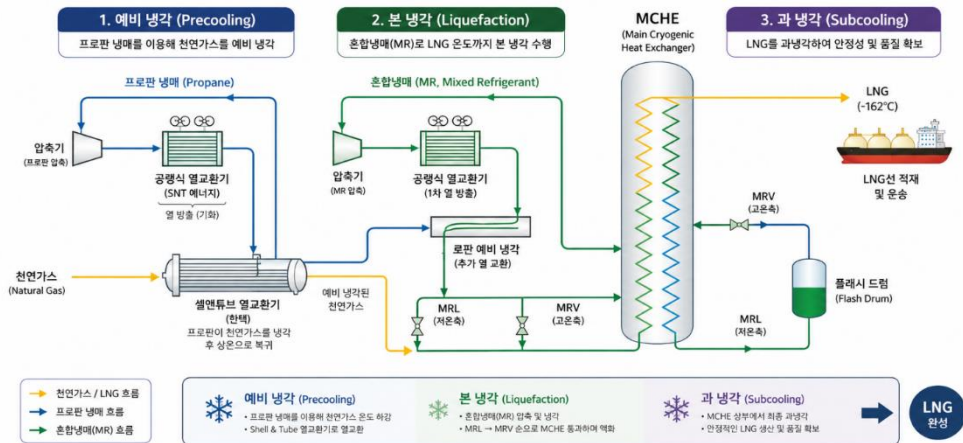 1. 예비 냉각 (Precooling)
프로판 냉매를 이용해 천연가스를 예비 냉각
2. 본 냉각 (Liquefaction)
혼합냉매(MR)로 LNG 온도까지 본 냉각 수행
MCHE
(Main Cryogenic
Heat Exchanger)
3. 과 냉각 (Subcooling)
LNG를 과냉각하여 안정성 및 품질 확보
프로판 냉매 (Propane)
압축기
(프로판 압축)
공랭식 열교환기
(SNT 에너지)
열 방출 (기화)
천연가스
(Natural Gas)
셸앤튜브 열교환기
(한텍)
프로판이 천연가스를 냉각
후 상온으로 복귀
예비 냉각된
천연가스
혼합냉매 (MR, Mixed Refrigerant)
압축기
(MR 압축)
공랭식 열교환기
(1차 열 방출)
로판 예비 냉각
(추가 열 교환)
MRL
(저온축)
MRV
(고온축)
LNG
(-162℃)
LNG선 적재
및 운송
MRV
(고온축)
플래시 드럼
(Flash Drum)
MRL
(저온축)
천연가스 / LNG 흐름
프로판 냉매 흐름
혼합냉매(MR) 흐름
예비 냉각 (Precooling)
• 프로판 냉매를 이용해 천연가스 온도 하강
• Shell & Tube 열교환기로 열교환
본 냉각 (Liquefaction)
• 혼합냉매(MR) 압축 및 냉각
• MRL → MRV 순으로 MCHE 통과하며 액화
과 냉각 (Subcooling)
• MCHE 상부에서 최종 과냉각
• 안정적인 LNG 생산 및 품질 확보
LNG
완성